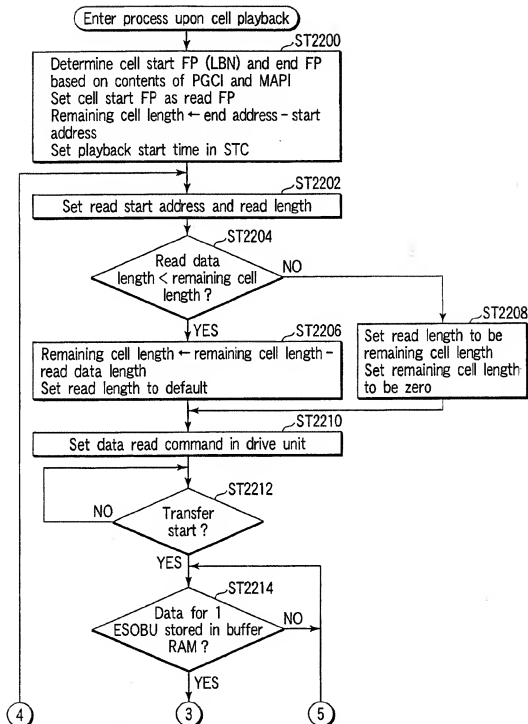 Enter process upon cell playback
ST2200
Determine cell start FP (LBN) and end FP
based on contents of PGCI and MAPI
Set cell start FP as read FP
Remaining cell length ← end address – start
address
Set playback start time in STC
ST2202
Set read start address and read length
ST2204
Read data
length < remaining cell
length ?
NO
YES
ST2206
Remaining cell length ← remaining cell length –
read data length
Set read length to default
ST2208
Set read length to be
remaining cell length
Set remaining cell length
to be zero
ST2210
Set data read command in drive unit
ST2212
Transfer
start ?
NO
YES
ST2214
Data for 1
ESOBU stored in buffer
RAM ?
NO
YES
4
3
5